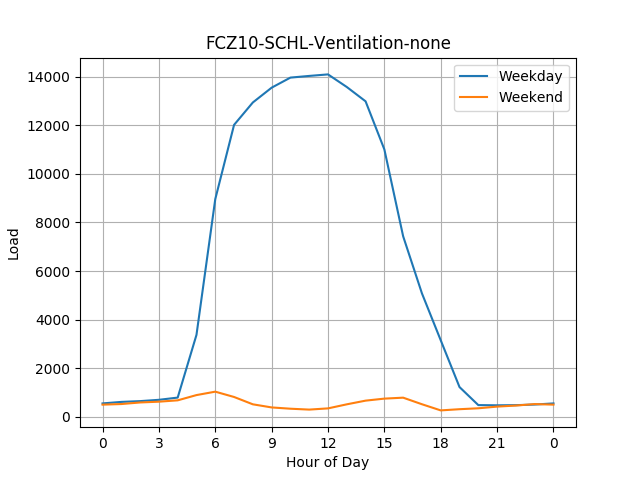 FCZ10-SCHL-Ventilation-none
Weekday
Weekend
14000
12000
10000
8000
6000
4000
2000
0
Load
0 3 6 9 12 15 18 21 0
Hour of Day